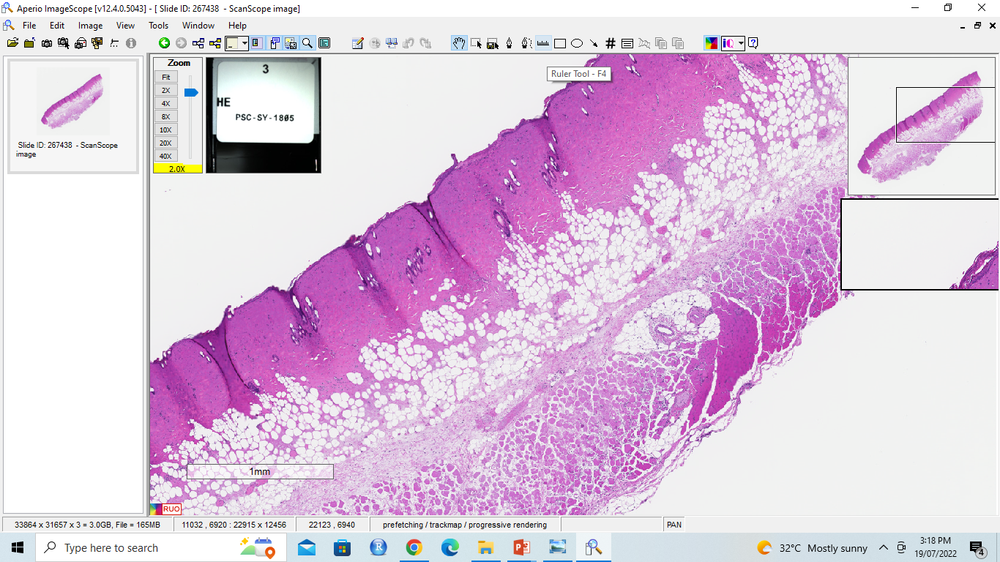 Aperio ImageScope [v12.4.0.5043] - [ Slide ID: 267438 - ScanScope image]
File Edit Image View Tools Window Help
Ruler Tool - F4
Slide ID: 267438 - ScanScope
image
Zoom
Fit
2X
4X
8X
10X
20X
40X
2.0X
3
HE
PSC-SY-1805
1mm
RUO
33864 x 31657 x 3 = 3.0GB, File = 165MB 11032 , 6920 : 22915 x 12456 22123 , 6940 prefetching / trackmap / progressive rendering PAN
Type here to search
32°C Mostly sunny
3:18 PM
19/07/2022
4